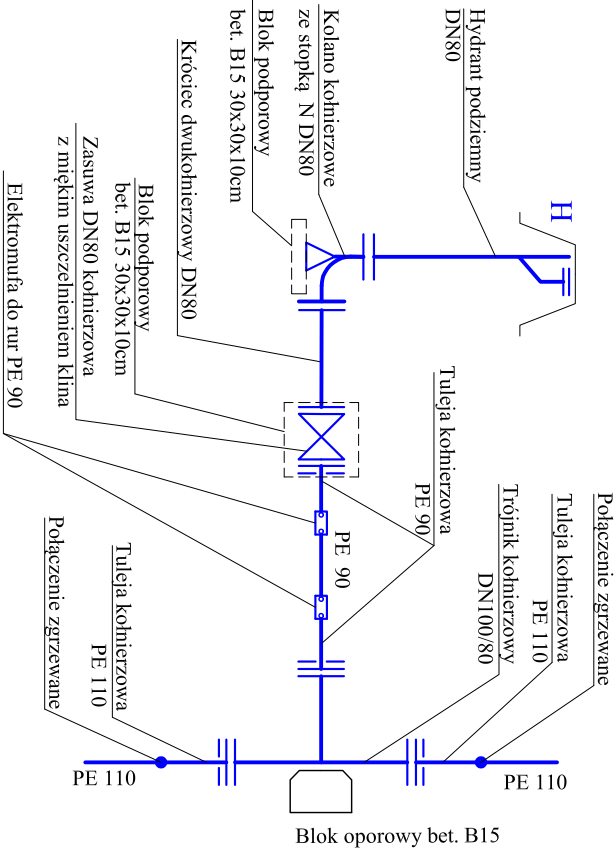 Hydrant podziemny
DN80
Kolano kołnierzowe
ze stopką N DN80
Blok podporowy
bet. B15 30x30x10cm
Króciec dwukołnierzowy DN80
Blok podporowy
bet. B15 30x30x10cm
Zasuwa DN80 kołnierzowa
z miękim uszczelnieniem klina
Elektromufa do rur PE 90
H
Tuleja kołnierzowa
PE 90
PE 90
Trójnik kołnierzowy
DN100/80
Tuleja kołnierzowa
PE 110
Połączenie zgrzewane
Tuleja kołnierzowa
PE 110
Połączenie zgrzewane
PE 110
PE 110
Blok oporowy bet. B15